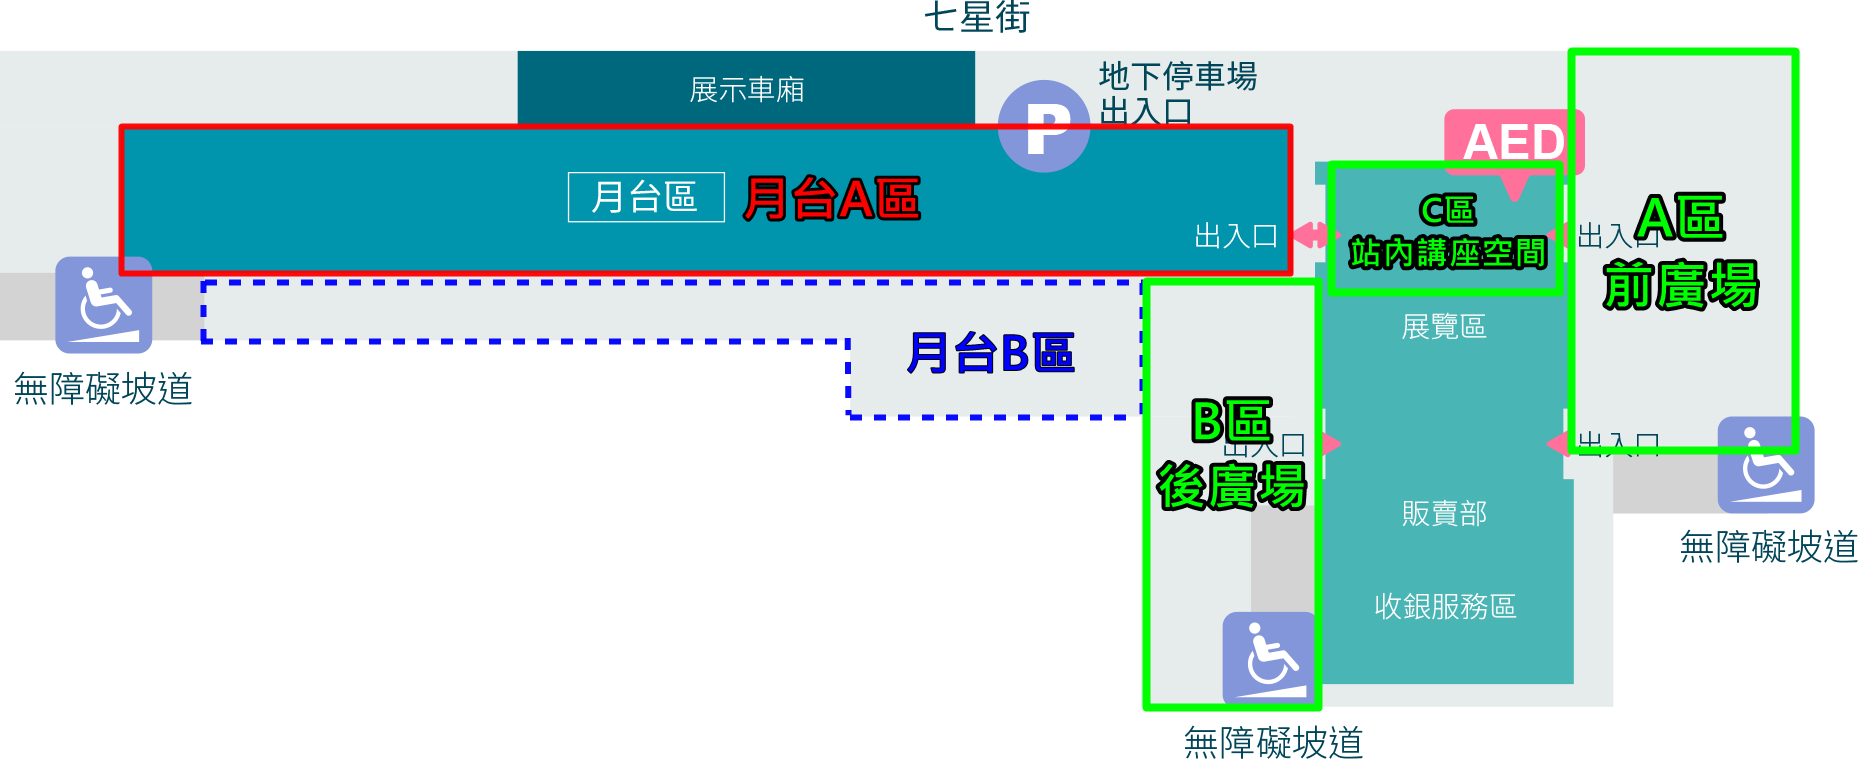 七星街
展示車廂
地下停車場
出入口
P
AED
月台區
月台A區
出入口
C區
站內講座空間
出入口
A區
前廣場
展覽區
月台B區
無障礙坡道
B區
後廣場
出入口
出入口
販賣部
無障礙坡道
收銀服務區
無障礙坡道